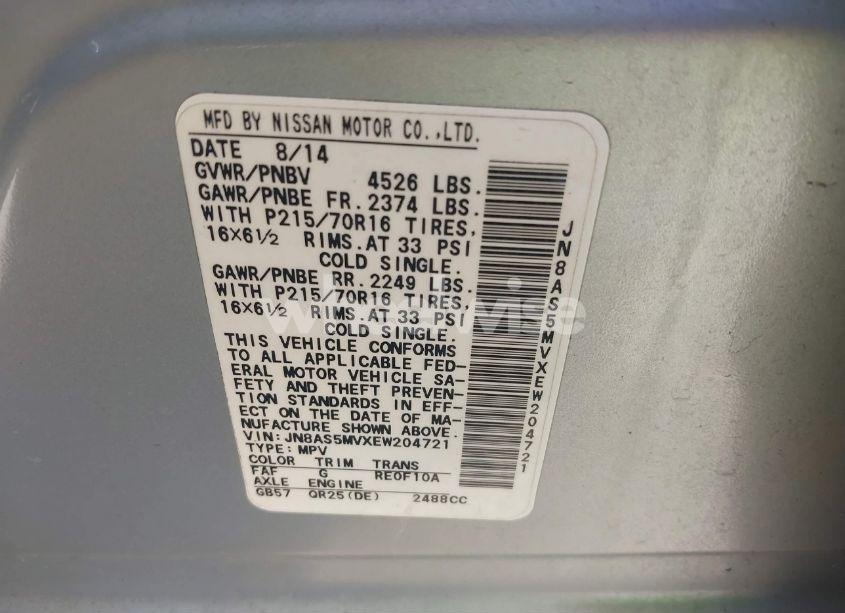 MFD BY NISSAN MOTOR CO.,LTD.
DATE 8/14
GVWR/PNBV 4526 LBS.
GAWR/PNBE FR. 2374 LBS.
WITH P215/70R16 TIRES,
16X6½ RIMS.AT 33 PSI
COLD SINGLE.
GAWR/PNBE RR. 2249 LBS.
WITH P215/70R16 TIRES,
16X6½ RIMS.AT 33 PSI
COLD SINGLE.
THIS VEHICLE CONFORMS
TO ALL APPLICABLE FED-
ERAL MOTOR VEHICLE SA-
FETY AND THEFT PREVEN-
TION STANDARDS IN EFF-
ECT ON THE DATE OF MA-
NUFACTURE SHOWN ABOVE.
VIN: JN8AS5MVXEW204721
TYPE: MPV
COLOR TRIM TRANS
FAF G RE0F10A
AXLE ENGINE
GB57 QR25(DE) 2488CC
JN8AS5MVXEW204721